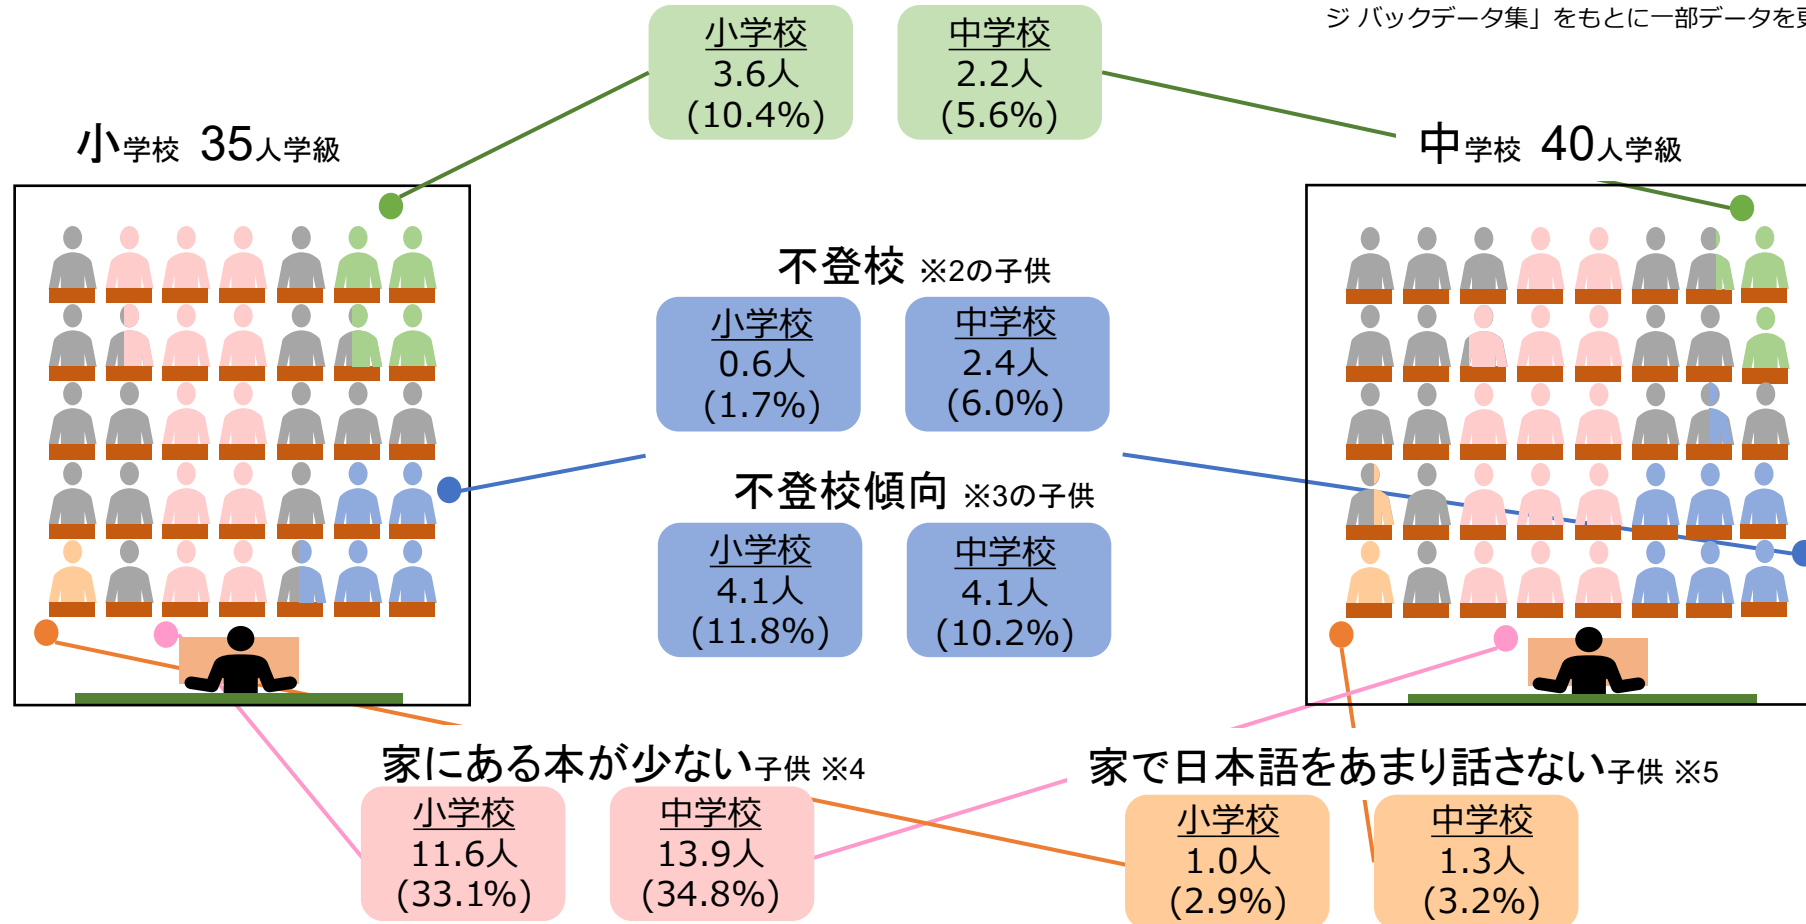 ジ バックデータ集」をもとに一部データを
小学校
3.6人
(10.4%)
中学校
2.2人
(5.6%)
小学校 35人学級
中学校 40人学級
不登校 ※2の子供
小学校
0.6人
(1.7%)
中学校
2.4人
(6.0%)
不登校傾向 ※3の子供
小学校
4.1人
(11.8%)
中学校
4.1人
(10.2%)
家にある本が少ない子供 ※4
小学校
11.6人
(33.1%)
中学校
13.9人
(34.8%)
家で日本語をあまり話さない子供 ※5
小学校
1.0人
(2.9%)
中学校
1.3人
(3.2%)